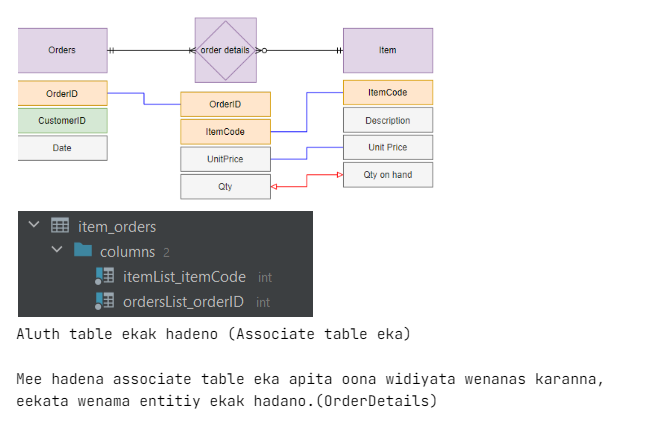 Orders
order details
Item
OrderID
CustomerID
Date
OrderID
ItemCode
UnitPrice
Qty
ItemCode
Description
Unit Price
Qty on hand
item_orders
columns 2
itemList_itemCode int
ordersList_orderID int
Aluth table ekak hadeno (Associate table eka)
Mee hadena associate table eka apita oona widiyata wenanas karanna,
eekata wenama entitiy ekak hadano.(OrderDetails)